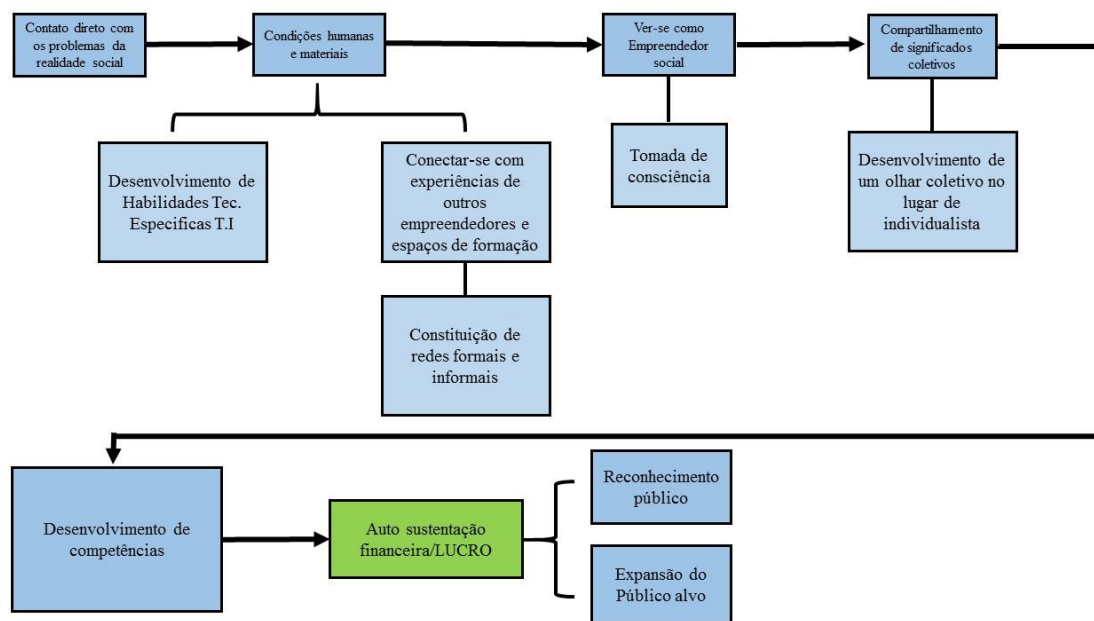 Contato direto com
os problemas da
realidade social
Condições humanas
e materiais
Ver-se como
Empreendedor
social
Compartilhamento
de significados
coletivos
Desenvolvimento de
Habilidades Tec.
Especificas T.I
Conectar-se com
experiências de
outros
empreendedores e
espaços de formação
Tomada de
consciência
Desenvolvimento de
um olhar coletivo no
lugar de
individualista
Constituição de
redes formais e
informais
Desenvolvimento de
competências
Auto sustentação
financeira/LUCRO
Reconhecimento
público
Expansão do
Público alvo